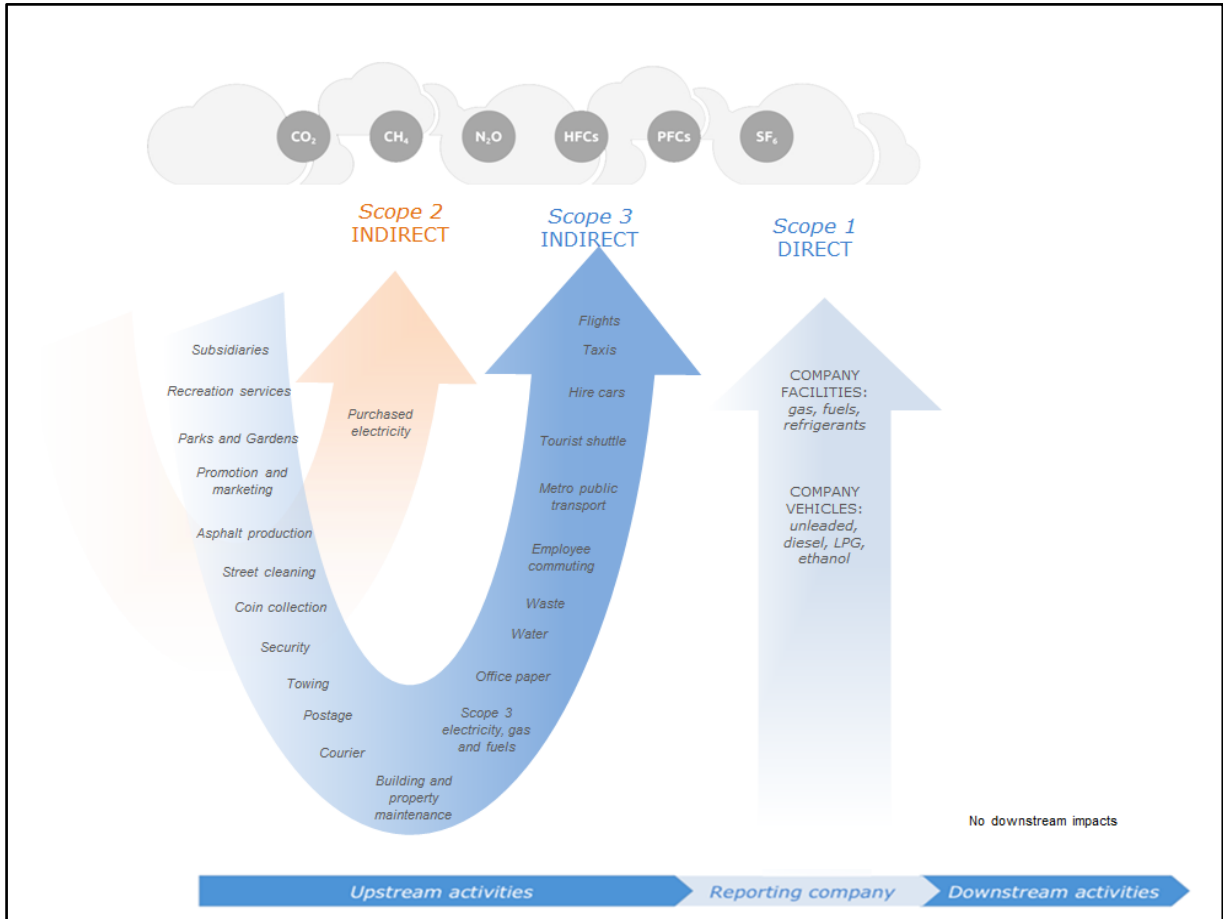 CO₂ CH₄ N₂O HFCs PFCs SF₆
Scope 2
INDIRECT
Scope 3
INDIRECT
Scope 1
DIRECT
Subsidiaries
Recreation services
Parks and Gardens
Promotion and
marketing
Asphalt production
Street cleaning
Coin collection
Security
Towing
Postage
Courier
Building and
property
maintenance
Purchased
electricity
Flights
Taxis
Hire cars
Tourist shuttle
Metro public
transport
Employee
commuting
Waste
Water
Office paper
Scope 3
electricity, gas
and fuels
COMPANY
FACILITIES:
gas, fuels,
refrigerants
COMPANY
VEHICLES:
unleaded,
diesel, LPG,
ethanol
No downstream impacts
Upstream activities
Reporting company
Downstream activities